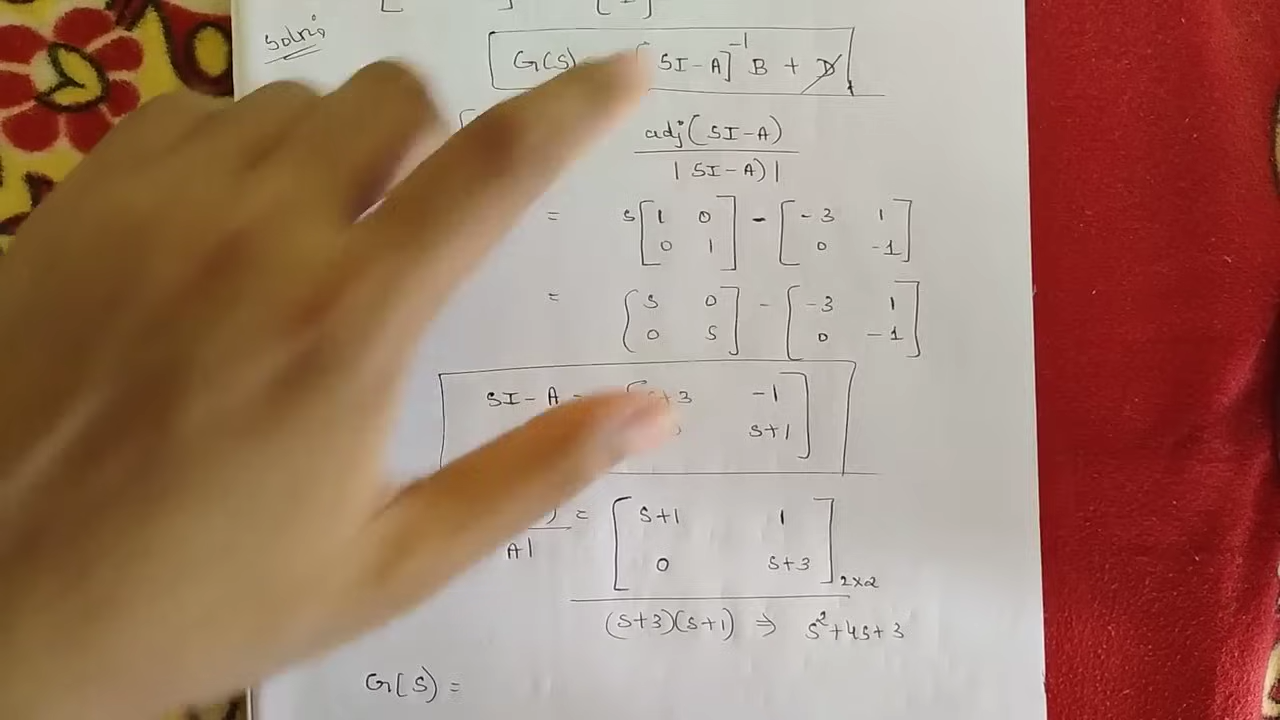 Soln:
G(S) [SI-A]⁻¹ B + D
adj(SI-A)
|SI-A)|
= S[1 0 - [-3 1
0 1] 0 -1]
= [S 0 - [-3 1
0 S] 0 -1]
SI-A = [S+3 -1
S+1]
= [S+1 1
A|
0 S+3]2x2
(S+3)(S+1) ⇒ S²+4S+3
G(S) =